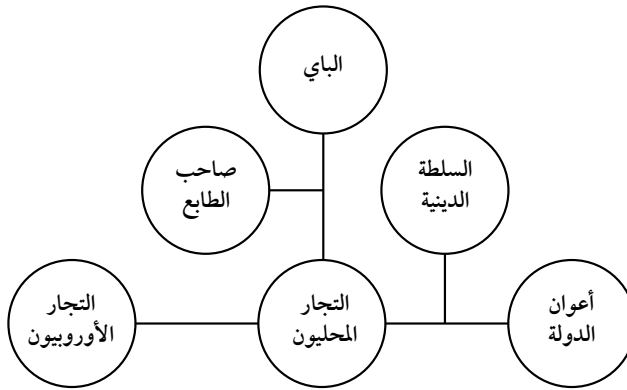 الباي
صاحب
الطابع
السلطة
الدينية
أعوان
الدولة
التجار
المحليون
التجار
الأوروبيون